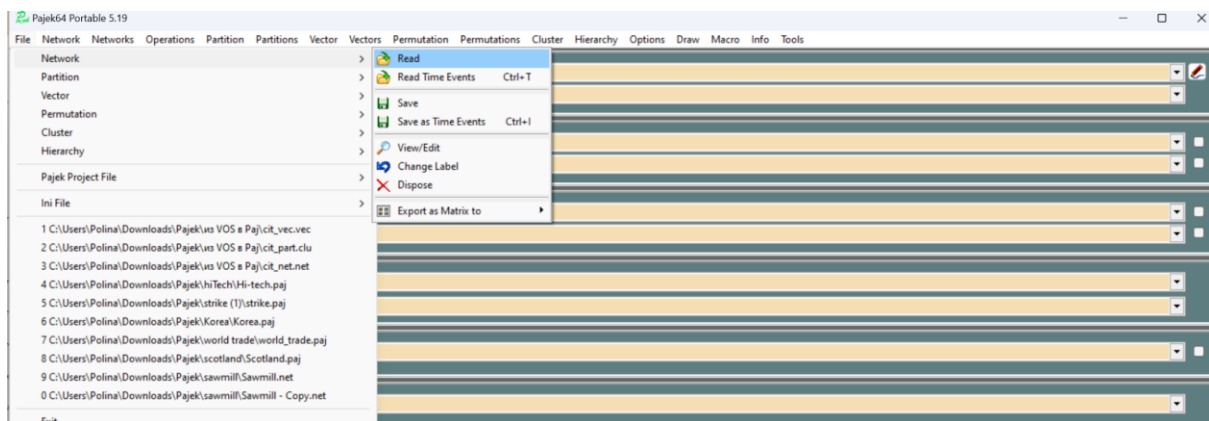 Pajek64 Portable 5.19
File Network Networks Operations Partition Partitions Vector Vectors Permutation Permutations Cluster Hierarchy Options Draw Macro Info Tools
Network
Partition
Vector
Permutation
Cluster
Hierarchy
Pajek Project File
Ini File
1 C:\Users\Polina\Downloads\Pajek\из VOS в Paj\cit_vec.vec
2 C:\Users\Polina\Downloads\Pajek\из VOS в Paj\cit_part.clu
3 C:\Users\Polina\Downloads\Pajek\из VOS в Paj\cit_net.net
4 C:\Users\Polina\Downloads\Pajek\hiTech\Hi-tech.paj
5 C:\Users\Polina\Downloads\Pajek\strike (1)\strike.paj
6 C:\Users\Polina\Downloads\Pajek\Korea\Korea.paj
7 C:\Users\Polina\Downloads\Pajek\world trade\world_trade.paj
8 C:\Users\Polina\Downloads\Pajek\scotland\Scotland.paj
9 C:\Users\Polina\Downloads\Pajek\sawmill\Sawmill.net
0 C:\Users\Polina\Downloads\Pajek\sawmill\Sawmill - Copy.net
Exit
Read
Read Time Events Ctrl+T
Save
Save as Time Events Ctrl+I
View/Edit
Change Label
Dispose
Export as Matrix to